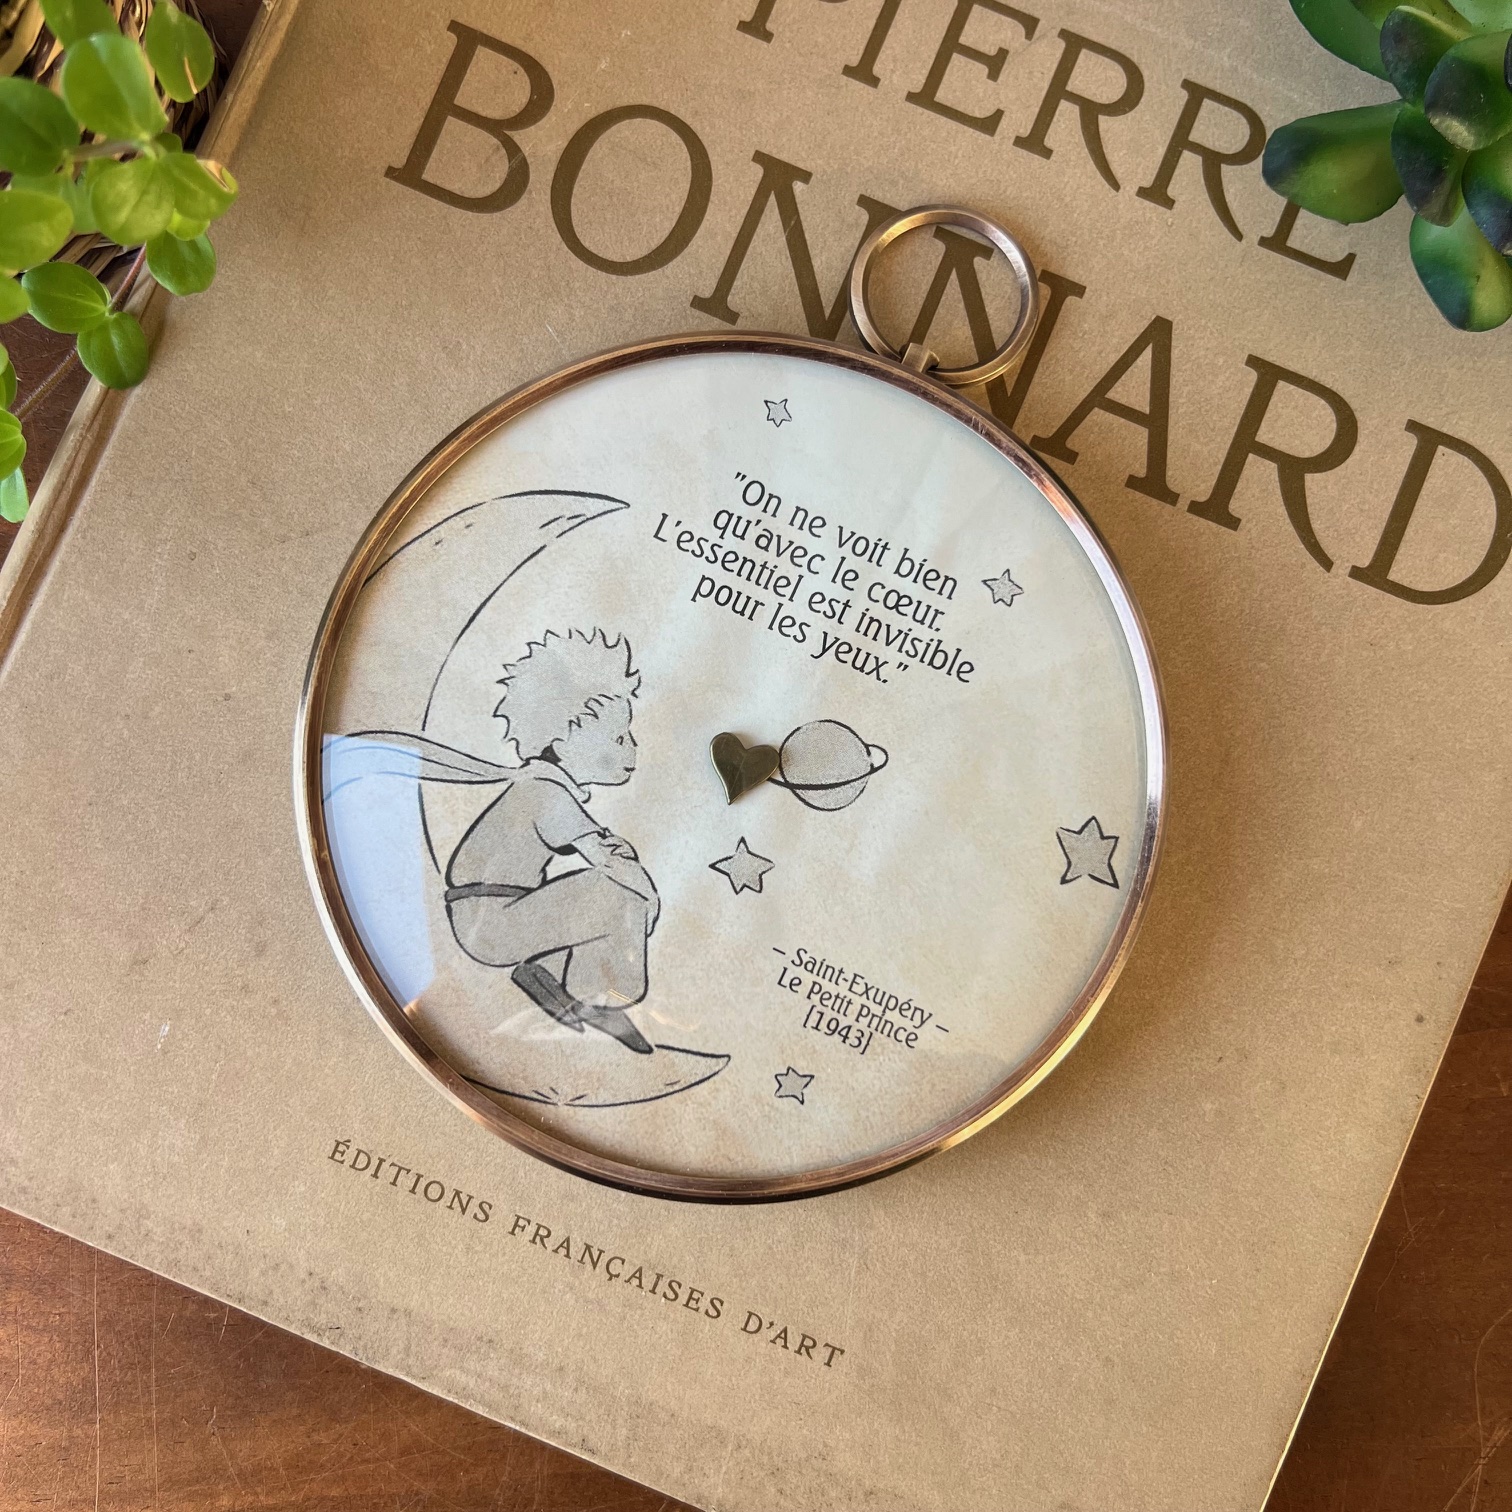 PIERRE
BONNARD
"On ne voit bien
qu'avec le cœur.
L'essentiel est invisible
pour les yeux."
– Saint-Exupéry –
Le Petit Prince
[1943]
ÉDITIONS FRANÇAISES D'ART